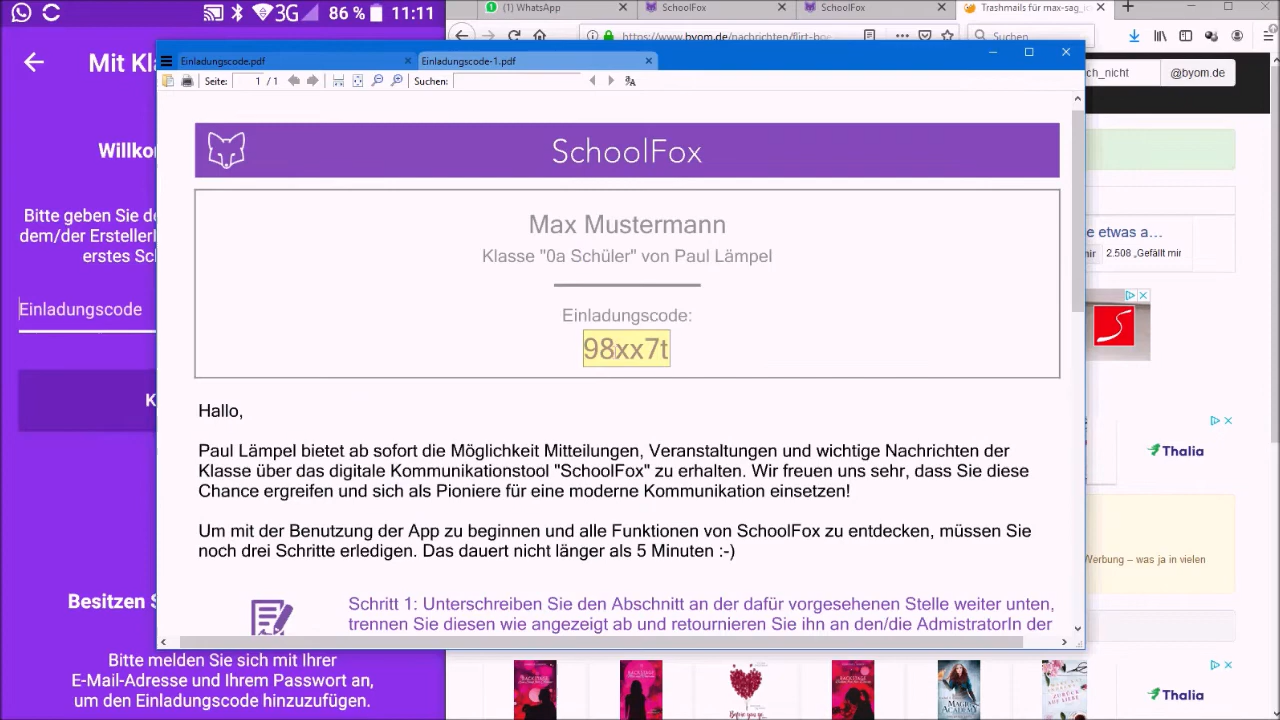 3G 86 % 11:11
Mit Kla
Willkon
Bitte geben Sie de
dem/der ErstellerI
erstes Sc
Einladungscode
K
Besitzen S
Bitte melden Sie sich mit Ihrer
E-Mail-Adresse und Ihrem Passwort an,
um den Einladungscode hinzuzufügen.
(1) WhatsApp
SchoolFox
SchoolFox
Trashmails für max-sag_ic
https://www.byom.de/nachrichten/flirt-bo
Suchen
ch_nicht
@byom.de
e etwas a…
nir
2.508 „Gefällt mir
Thalia
Werbung – was ja in vielen
Thalia
Einladungscode.pdf
Einladungscode-1.pdf
Seite: 1 / 1 Suchen:
SchoolFox
Max Mustermann
Klasse "0a Schüler" von Paul Lämpel
Einladungscode:
98xx7t
Hallo,
Paul Lämpel bietet ab sofort die Möglichkeit Mitteilungen, Veranstaltungen und wichtige Nachrichten der
Klasse über das digitale Kommunikationstool "SchoolFox" zu erhalten. Wir freuen uns sehr, dass Sie diese
Chance ergreifen und sich als Pioniere für eine moderne Kommunikation einsetzen!
Um mit der Benutzung der App zu beginnen und alle Funktionen von SchoolFox zu entdecken, müssen Sie
noch drei Schritte erledigen. Das dauert nicht länger als 5 Minuten :-)
Schritt 1: Unterschreiben Sie den Abschnitt an der dafür vorgesehenen Stelle weiter unten,
trennen Sie diesen wie angezeigt ab und retournieren Sie ihn an den/die AdmistratorIn der